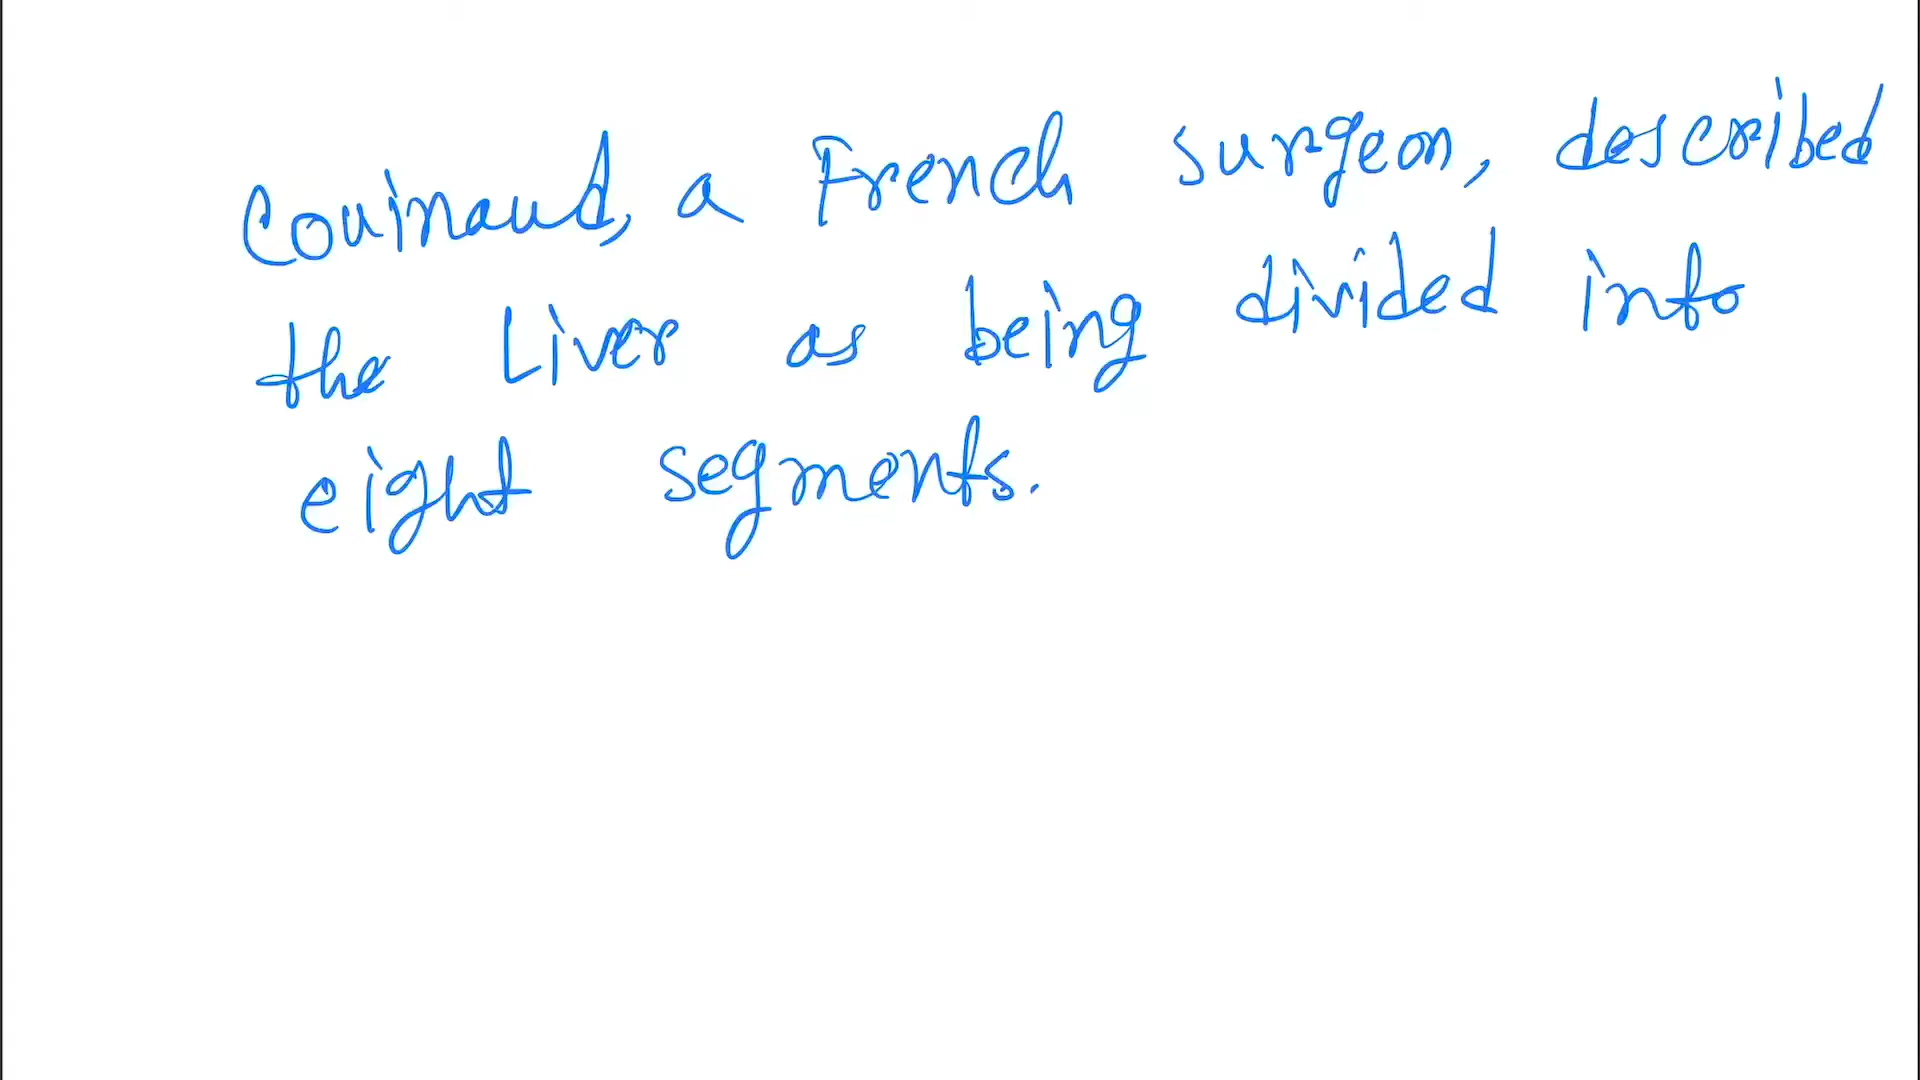 Couinaud, a French surgeon, described
the Liver as being divided into
eight segments.